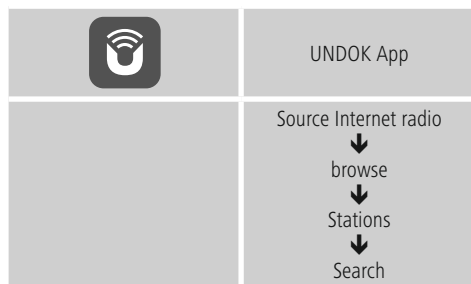 UNDOK App
Source Internet radio
browse
Stations
Search